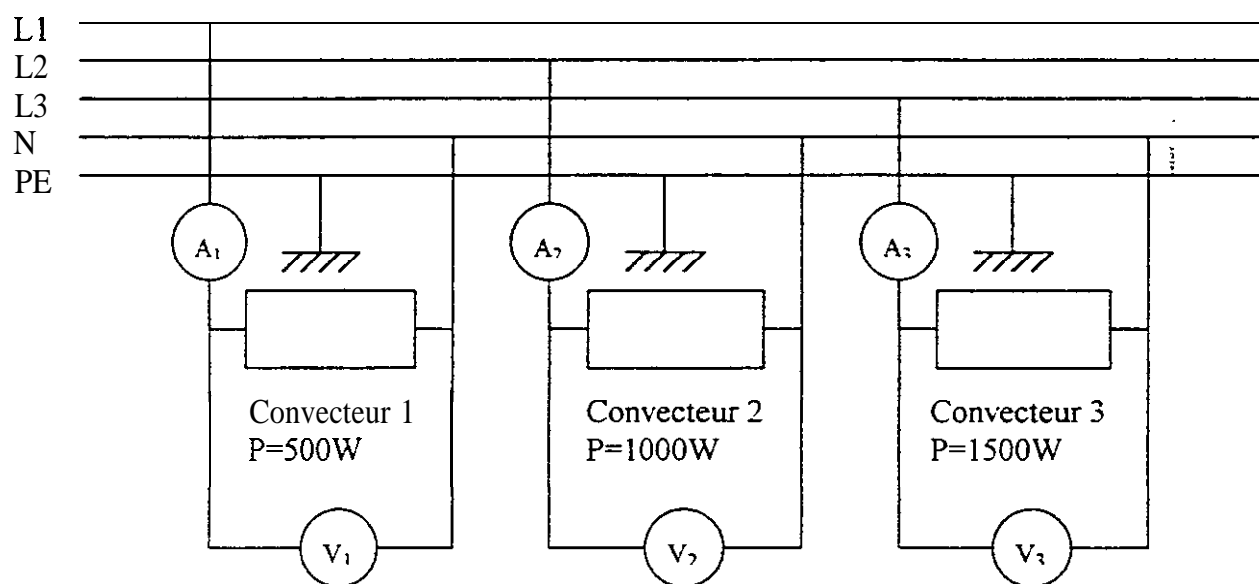 L1
L2
L3
N
PE
A₁ A₂ A₃
Convecteur 1 Convecteur 2 Convecteur 3
P=500W P=1000W P=1500W
V₁ V₂ V₃